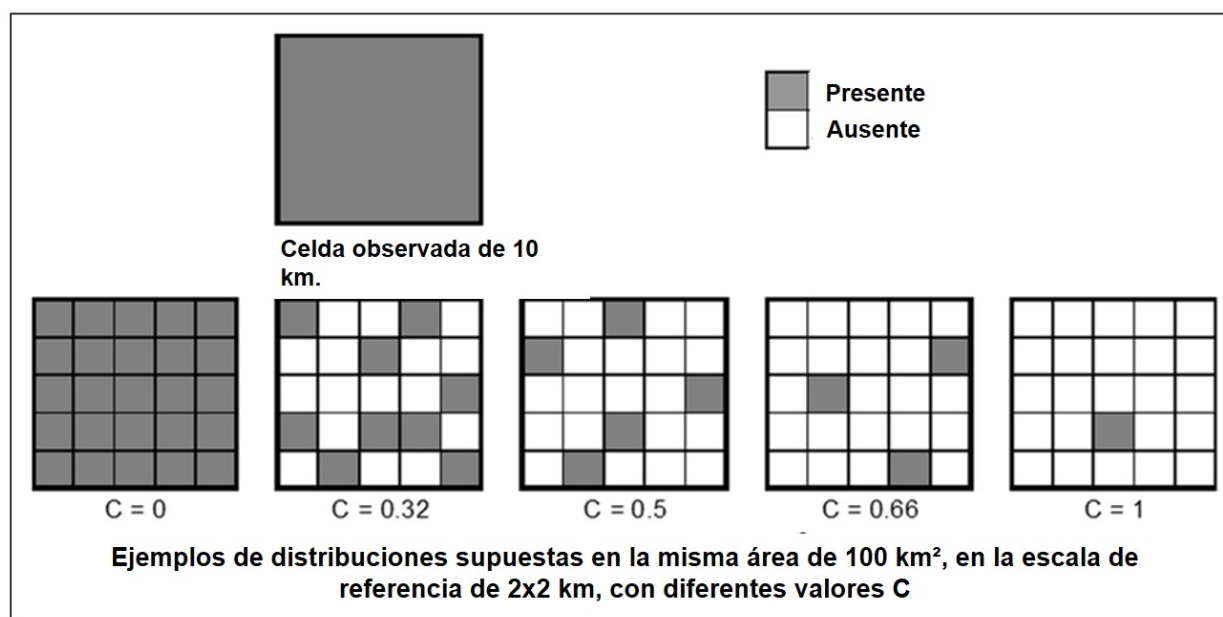 Presente
Ausente
Celda observada de 10
km.
C = 0
C = 0.32
C = 0.5
C = 0.66
C = 1
Ejemplos de distribuciones supuestas en la misma área de 100 km², en la escala de
referencia de 2x2 km, con diferentes valores C